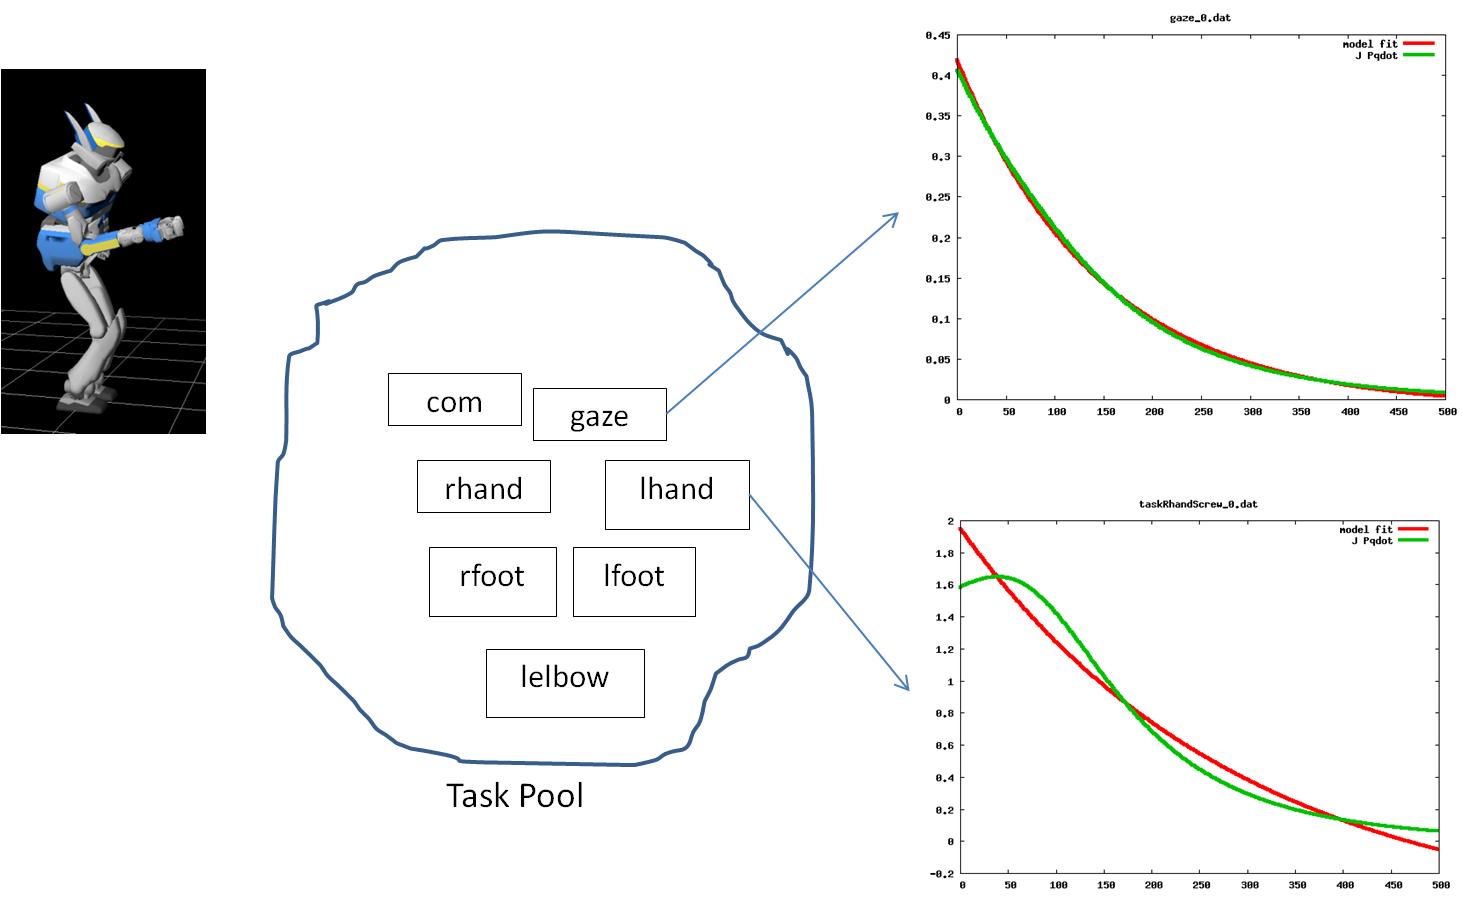 gaze_0.dat
model fit
J Pqdot
0.45
0.4
0.35
0.3
0.25
0.2
0.15
0.1
0.05
0
0 50 100 150 200 250 300 350 400 450 500
com
gaze
rhand
lhand
rfoot
lfoot
lelbow
Task Pool
taskRhandScrew_0.dat
model fit
J Pqdot
2
1.8
1.6
1.4
1.2
1
0.8
0.6
0.4
0.2
0
-0.2
0 50 100 150 200 250 300 350 400 450 500